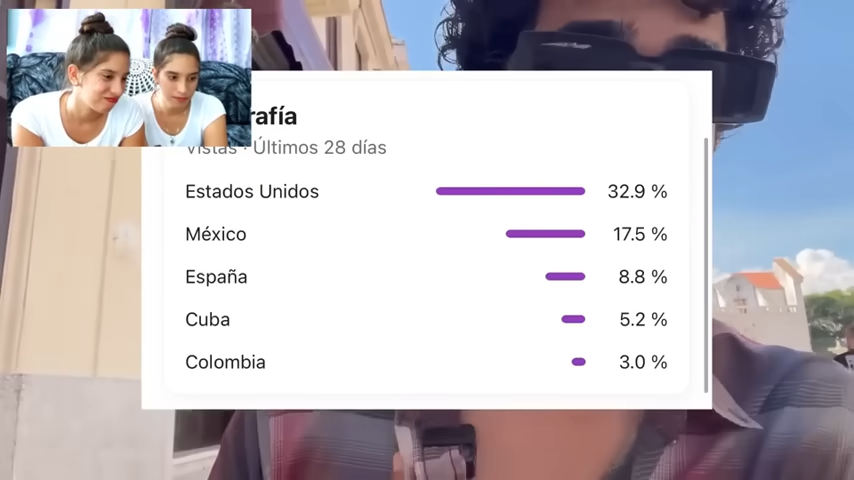 rafía
Vistas · Últimos 28 días
Estados Unidos 32.9 %
México 17.5 %
España 8.8 %
Cuba 5.2 %
Colombia 3.0 %